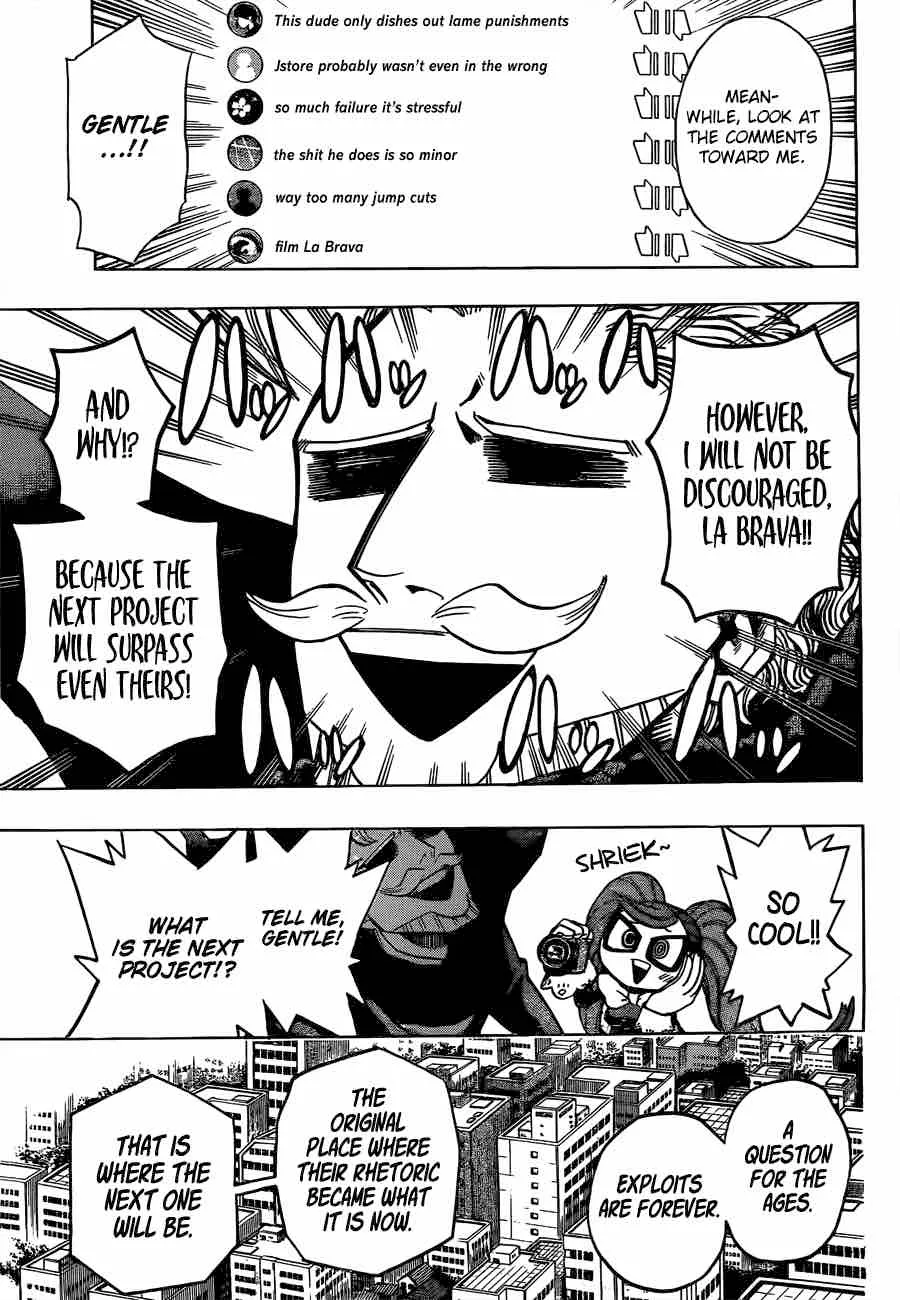 MEAN-
WHILE, LOOK AT
THE COMMENTS
TOWARD ME.
This dude only dishes out lame punishments
Jstore probably wasn't even in the wrong
so much failure it's stressful
the shit he does is so minor
way too many jump cuts
film La Brava
GENTLE
...!!
HOWEVER,
I WILL NOT BE
DISCOURAGED,
LA BRAVA!!
AND
WHY!?
BECAUSE THE
NEXT PROJECT
WILL SURPASS
EVEN THEIRS!
SO
COOL!!
SHRIEK~
TELL ME,
GENTLE!
WHAT
IS THE NEXT
PROJECT!?
A
QUESTION
FOR THE
AGES.
EXPLOITS
ARE FOREVER.
THE
ORIGINAL
PLACE WHERE
THEIR RHETORIC
BECAME WHAT
IT IS NOW.
THAT IS
WHERE THE
NEXT ONE
WILL BE.